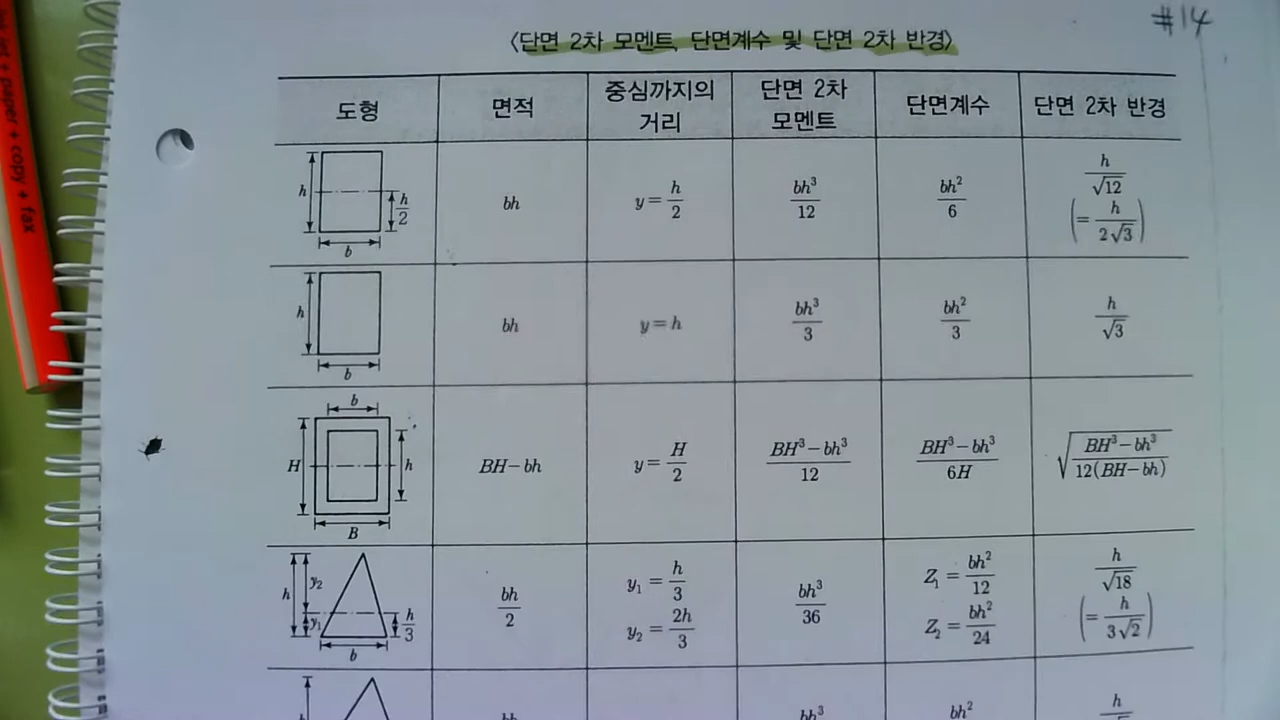 #14
〈단면 2차 모멘트, 단면계수 및 단면 2차 반경〉
도형 면적 중심까지의 거리 단면 2차 모멘트 단면계수 단면 2차 반경
h b h/2 bh y = h/2 bh³/12 bh²/6 h/√12 (= h/2√3)
h b bh y = h bh³/3 bh²/3 h/√3
b H h B BH − bh y = H/2 BH³ − bh³/12 BH³ − bh³/6H √(BH³ − bh³/12(BH − bh))
h y₂ y₁ b h/3 bh/2 y₁ = h/3 y₂ = 2h/3 bh³/36 Z₁ = bh²/12 Z₂ = bh²/24 h/√18 (= h/3√2)
bh³ bh² h
paper + copy + fax